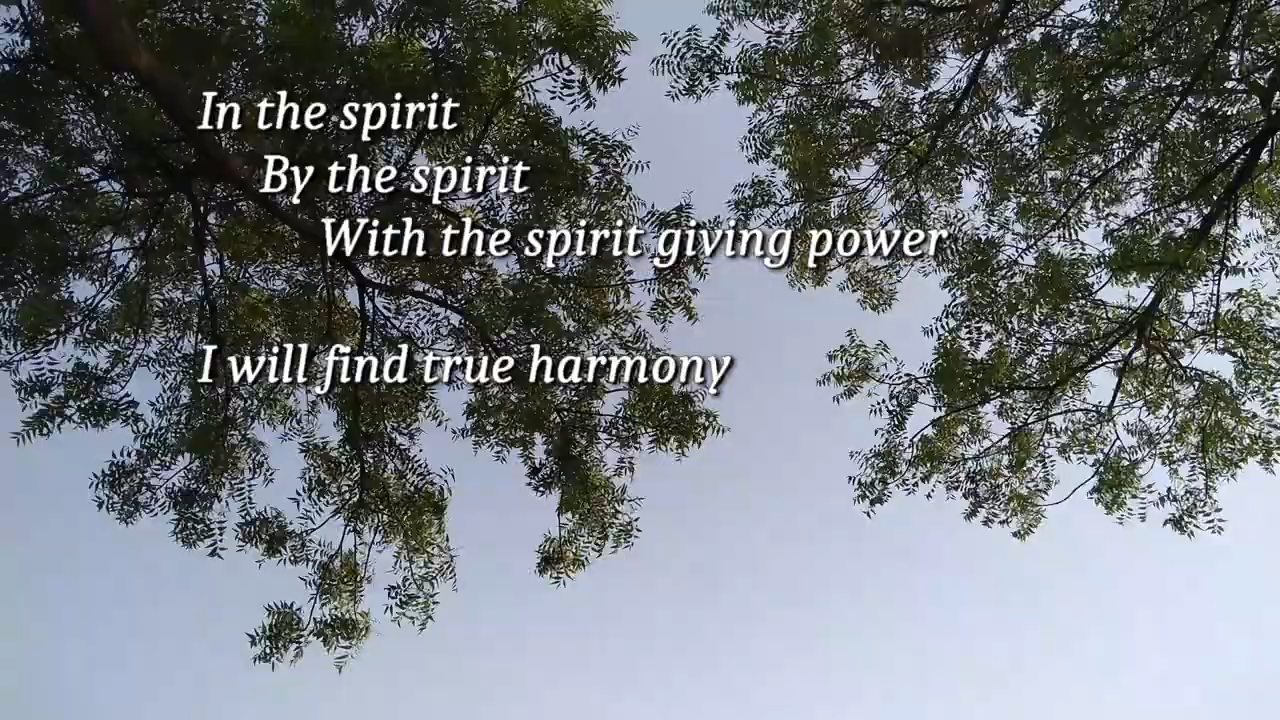 In the spirit
By the spirit
With the spirit giving power
I will find true harmony